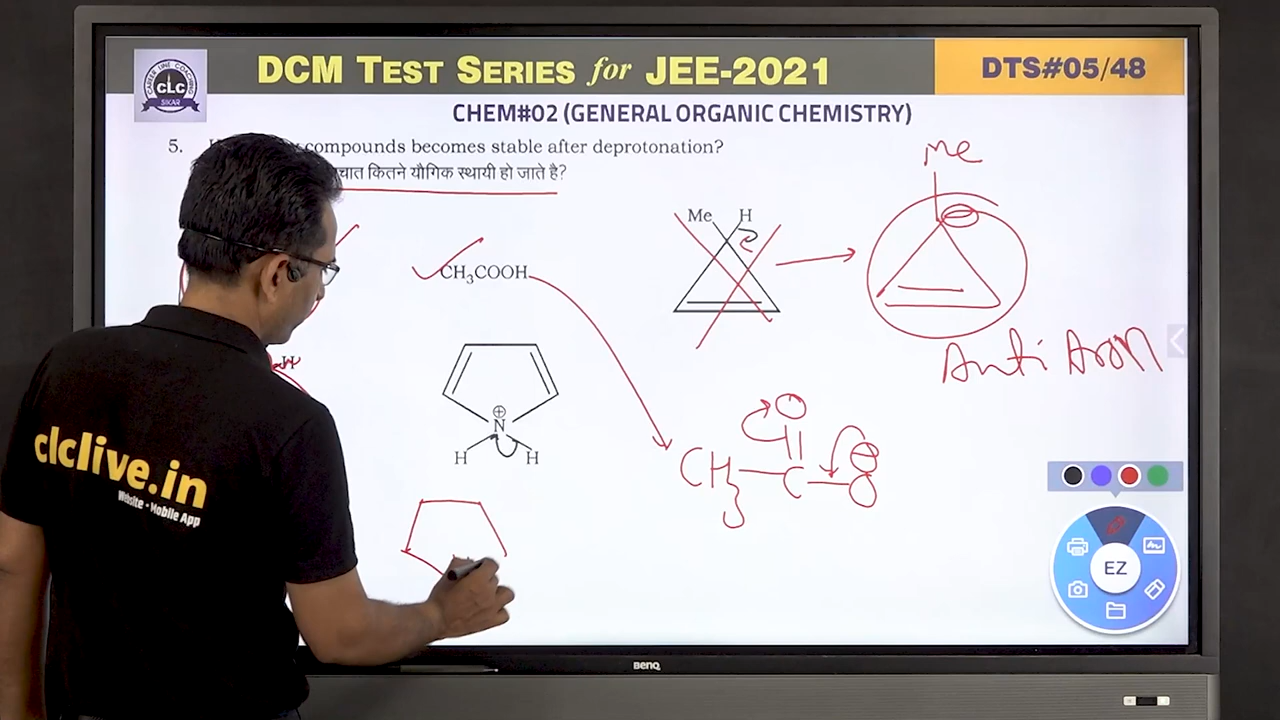 DCM TEST SERIES for JEE-2021
DTS#05/48
CLC
SIKAR
CHEM#02 (GENERAL ORGANIC CHEMISTRY)
5. compounds becomes stable after deprotonation?
कितने यौगिक स्थायी हो जाते है?
Me
Me H
CH₃COOH
H
Anti Arom
⊕
N
H H
O
CH₃ C O
⊖
clclive.in
Website • Mobile App
EZ
BenQ